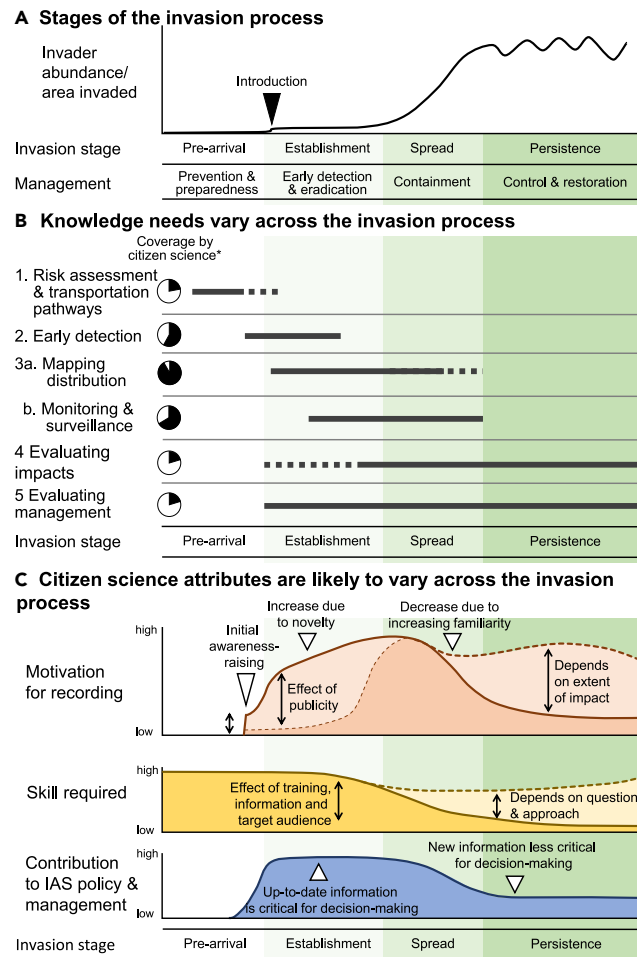 A Stages of the invasion process
Invader
abundance/
area invaded
Introduction
Invasion stage
Pre-arrival
Establishment
Spread
Persistence
Management
Prevention &
preparedness
Early detection
& eradication
Containment
Control & restoration
B Knowledge needs vary across the invasion process
Coverage by
citizen science*
1. Risk assessment
& transportation
pathways
2. Early detection
3a. Mapping
distribution
b. Monitoring &
surveillance
4 Evaluating
impacts
5 Evaluating
management
Invasion stage
Pre-arrival
Establishment
Spread
Persistence
C Citizen science attributes are likely to vary across the invasion
process
Motivation
for recording
high
low
Initial
awareness-
raising
Increase due
to novelty
Decrease due to
increasing familiarity
Effect of
publicity
Depends
on extent
of impact
Skill required
high
low
Effect of training,
information and
target audience
Depends on question
& approach
Contribution
to IAS policy &
management
high
low
Up-to-date information
is critical for decision-making
New information less critical
for decision-making
Invasion stage
Pre-arrival
Establishment
Spread
Persistence